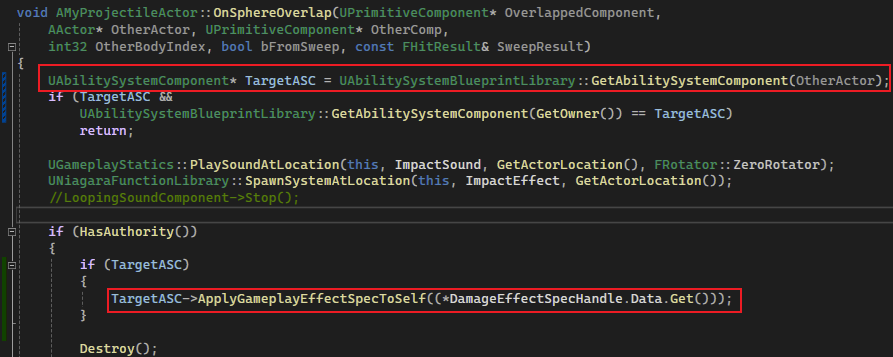 void AMyProjectileActor::OnSphereOverlap(UPrimitiveComponent* OverlappedComponent,
AActor* OtherActor, UPrimitiveComponent* OtherComp,
int32 OtherBodyIndex, bool bFromSweep, const FHitResult& SweepResult)
{
UAbilitySystemComponent* TargetASC = UAbilitySystemBlueprintLibrary::GetAbilitySystemComponent(OtherActor);
if (TargetASC &&
UAbilitySystemBlueprintLibrary::GetAbilitySystemComponent(GetOwner()) == TargetASC)
return;
UGameplayStatics::PlaySoundAtLocation(this, ImpactSound, GetActorLocation(), FRotator::ZeroRotator);
UNiagaraFunctionLibrary::SpawnSystemAtLocation(this, ImpactEffect, GetActorLocation());
//LoopingSoundComponent->Stop();
if (HasAuthority())
{
if (TargetASC)
{
TargetASC->ApplyGameplayEffectSpecToSelf((*DamageEffectSpecHandle.Data.Get()));
}
Destroy();